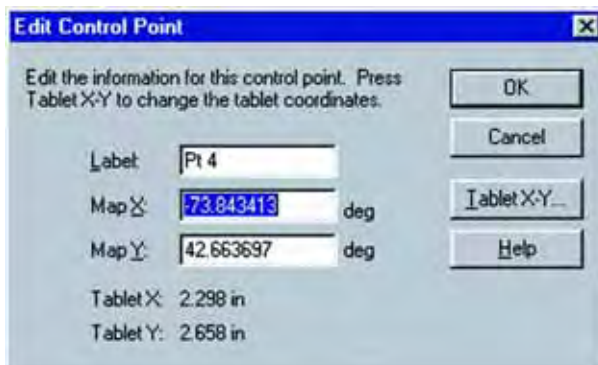 Edit Control Point
Edit the information for this control point. Press
Tablet X-Y to change the tablet coordinates.
OK
Cancel
Label: Pt 4
Map X: -73.843413 deg
Tablet X-Y...
Map Y: 42.663697 deg
Help
Tablet X: 2.298 in
Tablet Y: 2.658 in